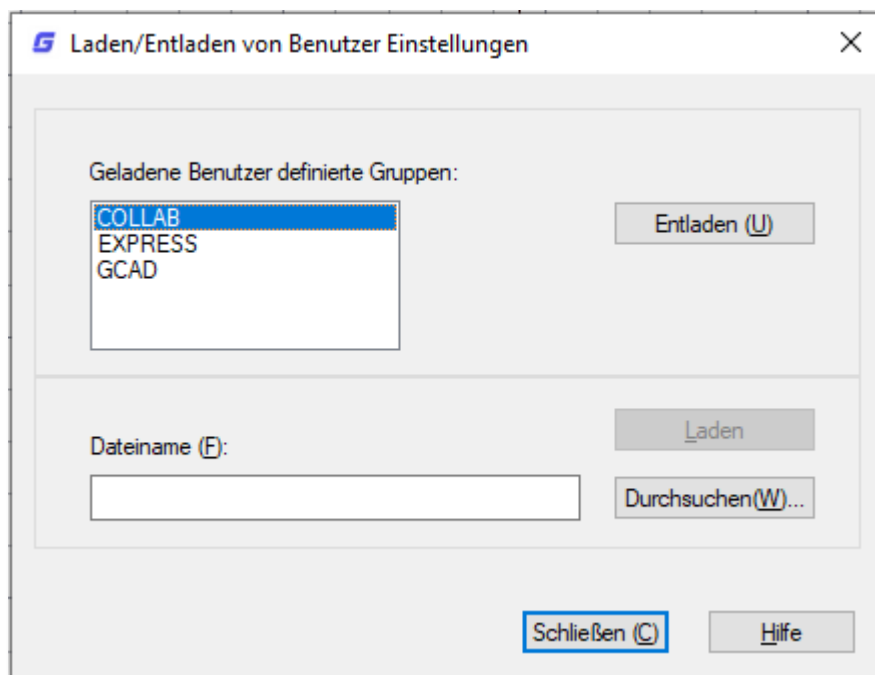 Laden/Entladen von Benutzer Einstellungen
Geladene Benutzer definierte Gruppen:
COLLAB
EXPRESS
GCAD
Entladen (U)
Laden
Dateiname (F):
Durchsuchen(W)...
Schließen (C)
Hilfe